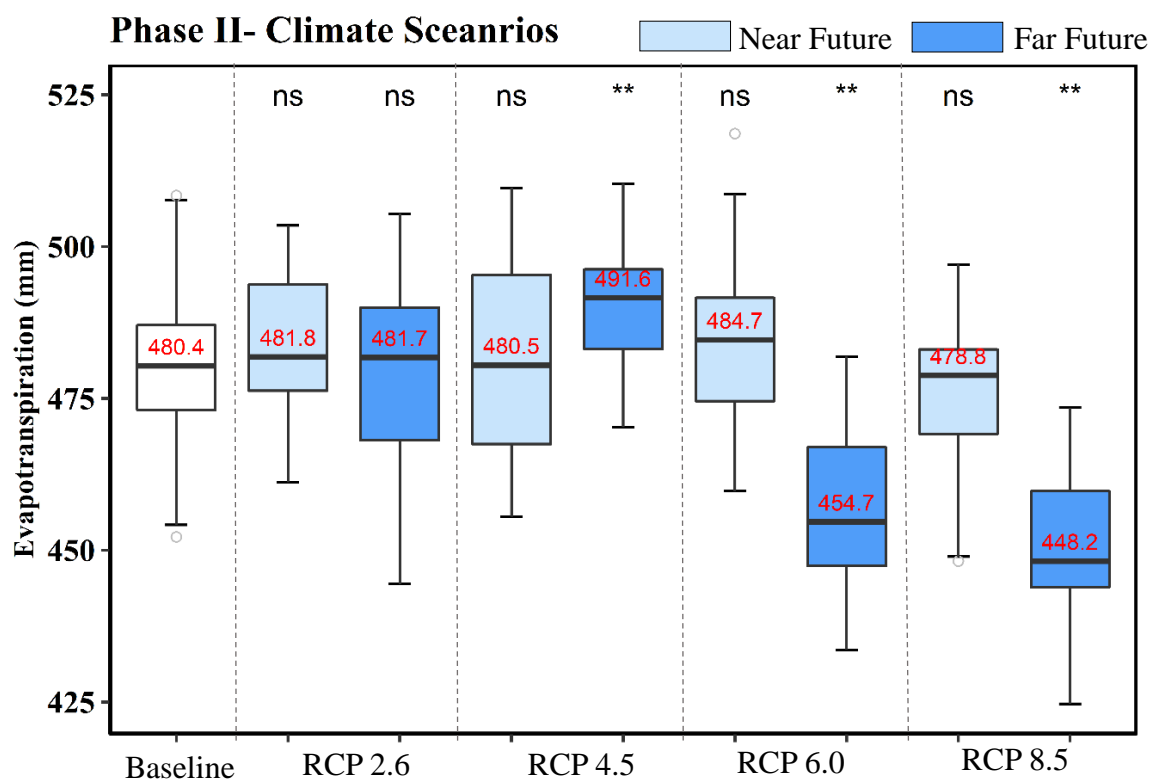 Phase II- Climate Sceanrios
Near Future
Far Future
Evapotranspiration (mm)
525
500
475
450
425
ns
ns
ns
**
ns
**
ns
**
480.4
481.8
481.7
480.5
491.6
484.7
454.7
478.8
448.2
Baseline
RCP 2.6
RCP 4.5
RCP 6.0
RCP 8.5